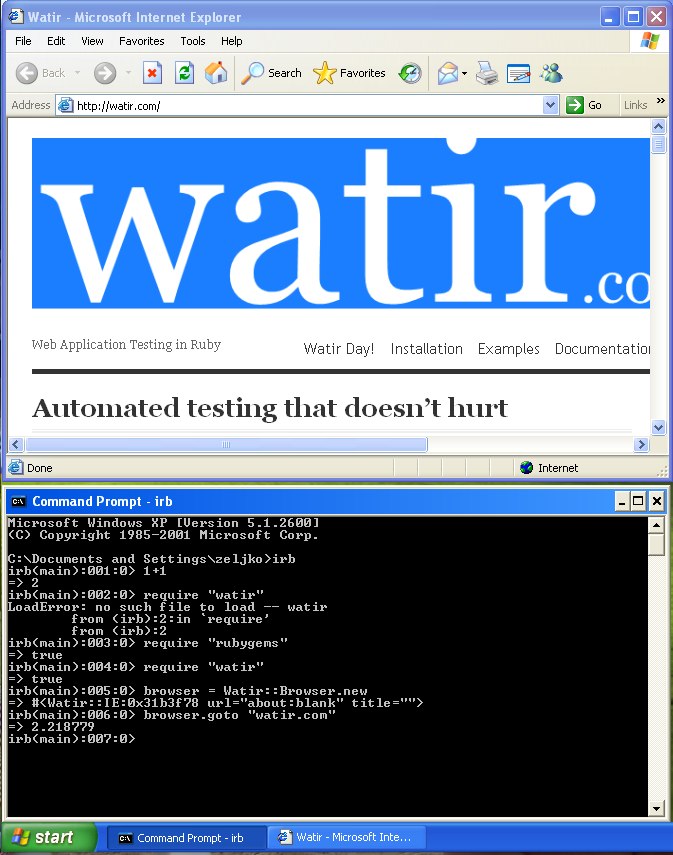 Watir - Microsoft Internet Explorer
File Edit View Favorites Tools Help
Back Search Favorites
Address http://watir.com/ Go Links »
watir.co
Web Application Testing in Ruby
Watir Day! Installation Examples Documentation
Automated testing that doesn't hurt
Done Internet
C:\ Command Prompt - irb
Microsoft Windows XP [Version 5.1.2600]
(C) Copyright 1985-2001 Microsoft Corp.
C:\Documents and Settings\zeljko>irb
irb(main):001:0> 1+1
=> 2
irb(main):002:0> require "watir"
LoadError: no such file to load -- watir
        from (irb):2:in `require'
        from (irb):2
irb(main):003:0> require "rubygems"
=> true
irb(main):004:0> require "watir"
=> true
irb(main):005:0> browser = Watir::Browser.new
=> #<Watir::IE:0x31b3f78 url="about:blank" title="">
irb(main):006:0> browser.goto "watir.com"
=> 2.218779
irb(main):007:0>
start C:\ Command Prompt - irb Watir - Microsoft Inte...